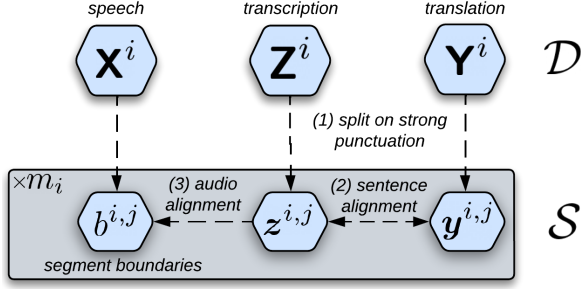 speech transcription translation
X^i Z^i Y^i 𝒟
(1) split on strong
punctuation
×m_i
(3) audio
alignment
(2) sentence
alignment
b^{i,j} z^{i,j} y^{i,j} 𝒮
segment boundaries